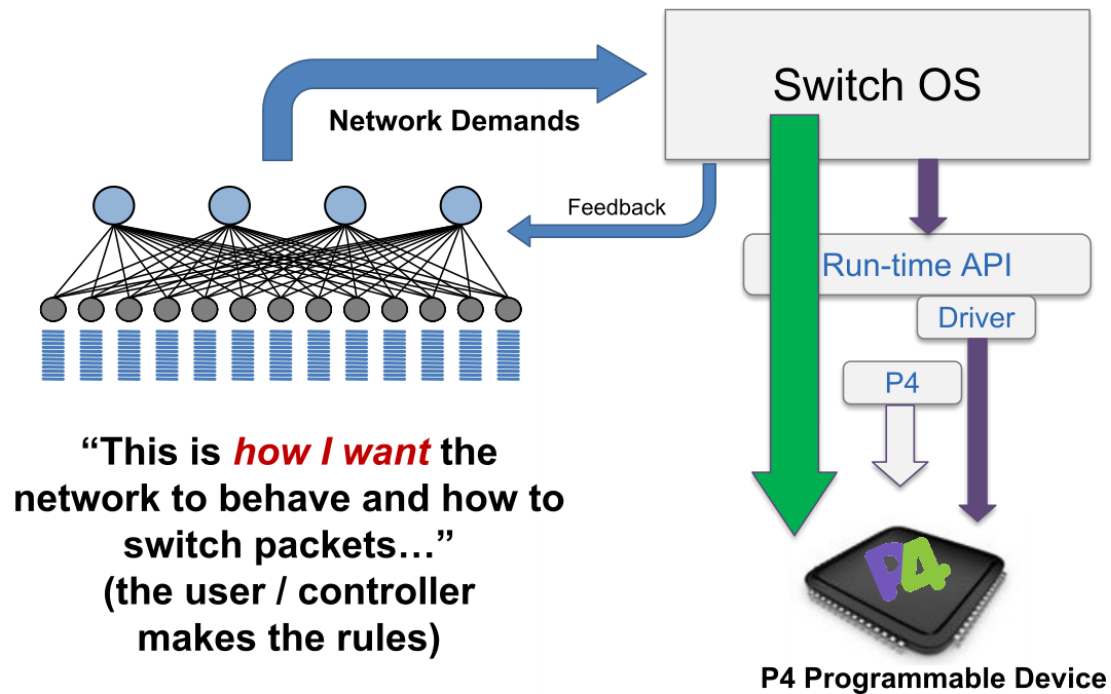 Switch OS
Network Demands
Feedback
Run-time API
Driver
P4
“This is how I want the
network to behave and how to
switch packets…”
(the user / controller
makes the rules)
P4
P4 Programmable Device